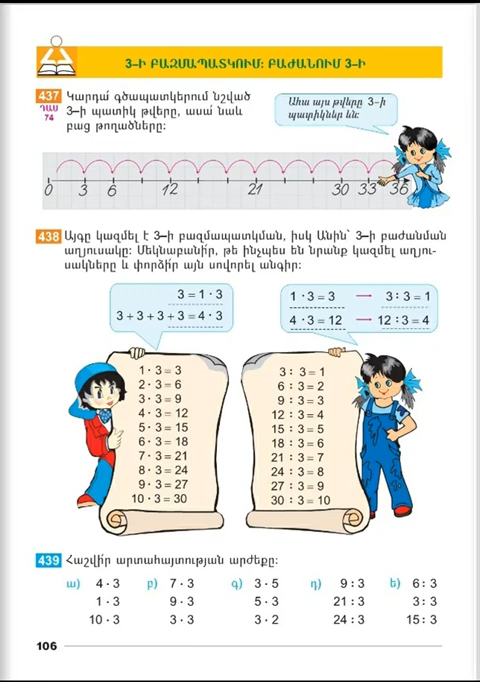 3-Ի ԲԱԶՄԱՊԱՏԿՈՒՄ: ԲԱԺԱՆՈՒՄ 3-Ի
437 Կարդա՛ գծապատկերում նշված
ԴԱՍ 74
3-ի պատիկ թվերը, ասա՛ նաև
բաց թողածները:
Ահա այս թվերը 3-ի
պատիկներ են:
0 3 6 12 21 30 33 36
438 Այգը կազմել է 3-ի բազմապատկման, իսկ Անին՝ 3-ի բաժանման
աղյուսակը: Մեկնաբանի՛ր, թե ինչպես են նրանք կազմել աղյու-
սակները և փորձի՛ր այն սովորել անգիր:
3 = 1 · 3
3 + 3 + 3 + 3 = 4 · 3
1 · 3 = 3 → 3 : 3 = 1
4 · 3 = 12 → 12 : 3 = 4
1 · 3 = 3
2 · 3 = 6
3 · 3 = 9
4 · 3 = 12
5 · 3 = 15
6 · 3 = 18
7 · 3 = 21
8 · 3 = 24
9 · 3 = 27
10 · 3 = 30
3 : 3 = 1
6 : 3 = 2
9 : 3 = 3
12 : 3 = 4
15 : 3 = 5
18 : 3 = 6
21 : 3 = 7
24 : 3 = 8
27 : 3 = 9
30 : 3 = 10
439 Հաշվի՛ր արտահայտության արժեքը:
ա) 4 · 3 բ) 7 · 3 գ) 3 · 5 դ) 9 : 3 ե) 6 : 3
1 · 3 9 · 3 5 · 3 21 : 3 3 : 3
10 · 3 3 · 3 3 · 2 24 : 3 15 : 3
106